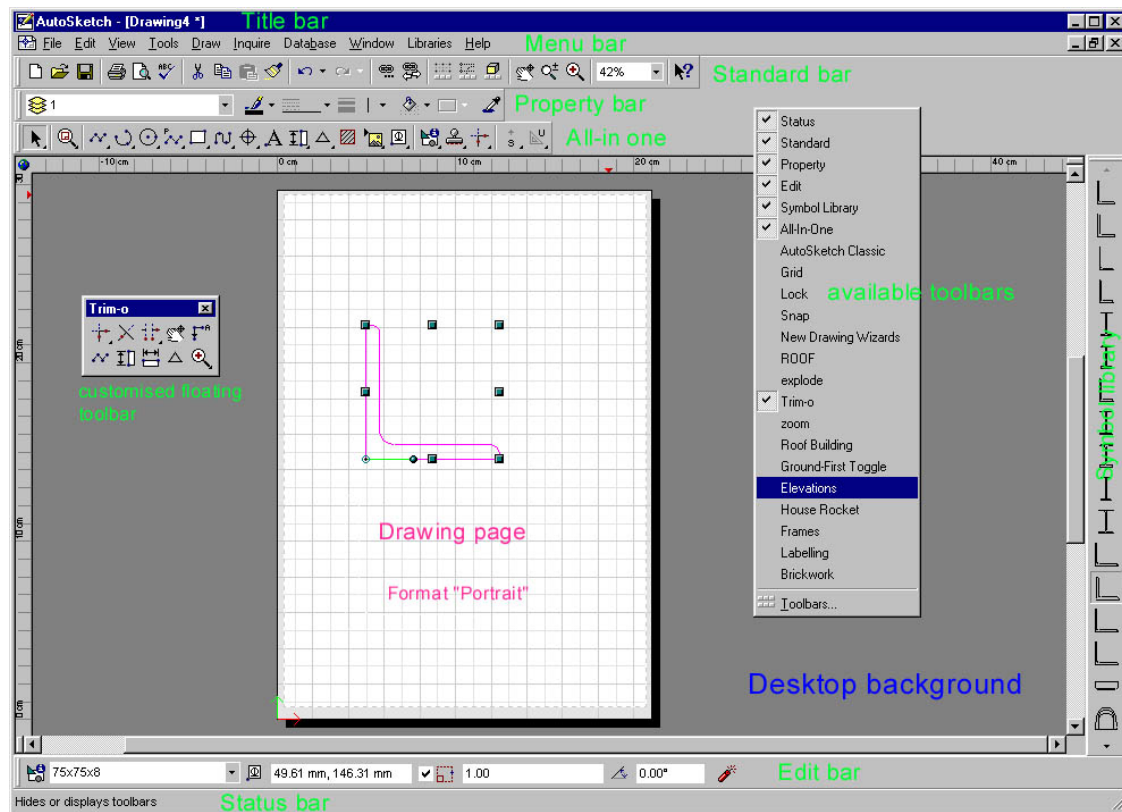 AutoSketch - [Drawing4 *] Title bar
File Edit View Tools Draw Inquire Database Window Libraries Help Menu bar
ABC 42% ? Standard bar
1 Property bar
A S U All-in one
-10 cm 0 cm 10 cm 20 cm 40 cm
Status
Standard
Property
Edit
Symbol Library
All-In-One
AutoSketch Classic
Grid
Lock
Snap
New Drawing Wizards
ROOF
explode
Trim-o
zoom
Roof Building
Ground-First Toggle
Elevations
House Rocket
Frames
Labelling
Brickwork
Toolbars...
available toolbars
Trim-o
customised floating
toolbar
Symbol library
Drawing page
Format "Portrait"
Desktop background
75x75x8 49.61 mm, 146.31 mm 1.00 0.00° Edit bar
Hides or displays toolbars Status bar